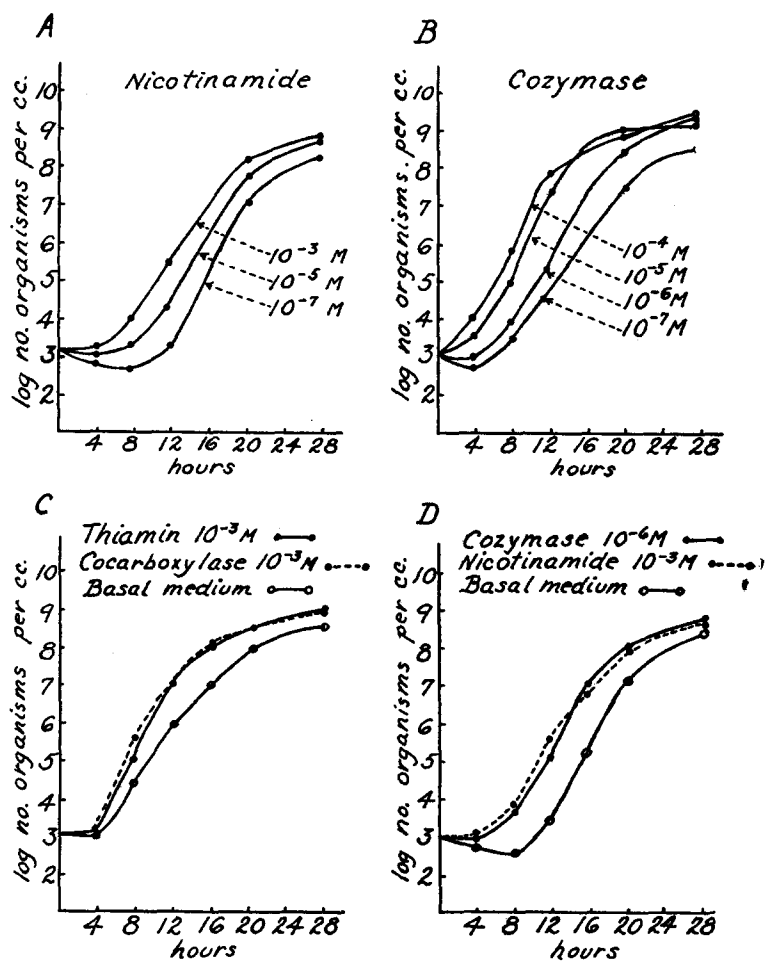 A
Nicotinamide
log no. organisms per cc.
10
9
8
7
6
5
4
3
2
10⁻³ M
10⁻⁵ M
10⁻⁷ M
4 8 12 16 20 24 28
hours
B
Cozymase
log no. organisms. per cc.
10
9
8
7
6
5
4
3
2
10⁻⁴ M
10⁻⁵ M
10⁻⁶ M
10⁻⁷ M
4 8 12 16 20 24 28
hours
C
Thiamin 10⁻³ M
Cocarboxylase 10⁻³ M
Basal medium
log no. organisms per cc.
10
9
8
7
6
5
4
3
2
4 8 12 16 20 24 28
hours
D
Cozymase 10⁻⁶ M
Nicotinamide 10⁻³ M
Basal medium
log no. organisms per cc.
10
9
8
7
6
5
4
3
2
4 8 12 16 20 24 28
hours